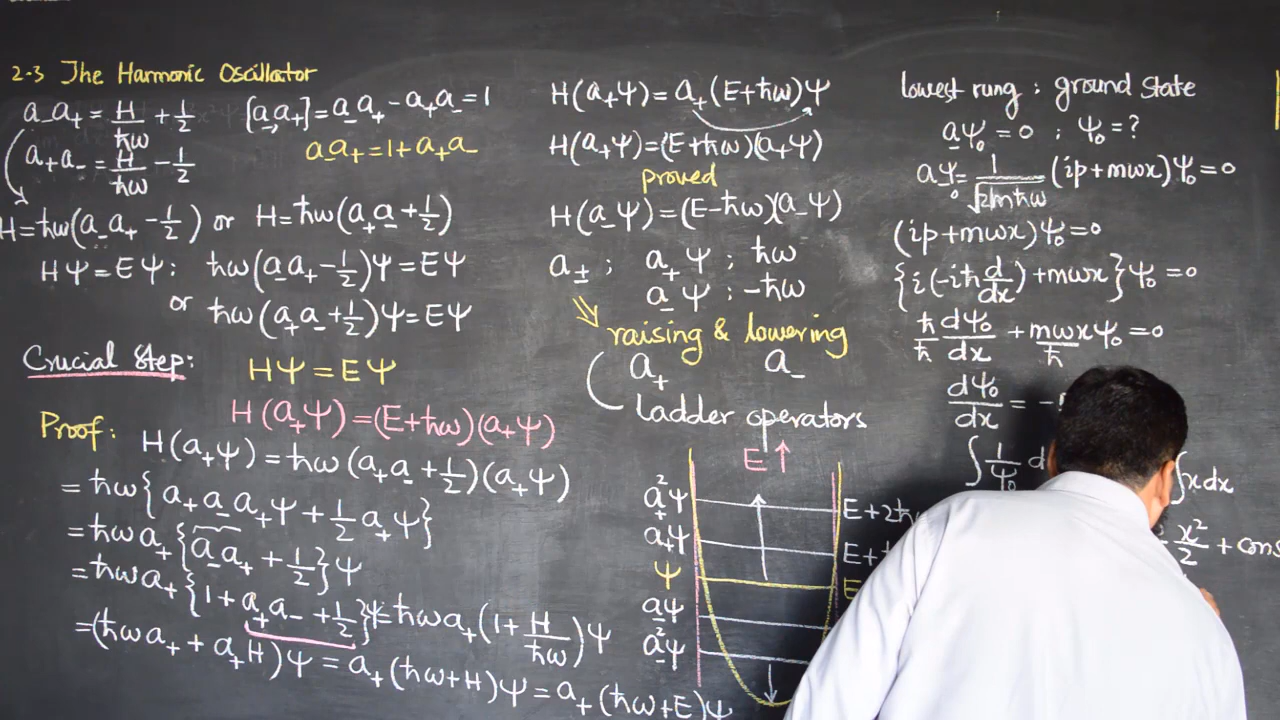 2.3 The Harmonic Oscillator
a₋a₊ = H/ħω + 1/2   [a₋,a₊] = a₋a₊ - a₊a₋ = 1
a₊a₋ = H/ħω - 1/2   a₋a₊ = 1 + a₊a₋
H = ħω(a₋a₊ - 1/2) or H = ħω(a₊a₋ + 1/2)
HΨ = EΨ : ħω(a₋a₊ - 1/2)Ψ = EΨ
or ħω(a₊a₋ + 1/2)Ψ = EΨ
Crucial Step: HΨ = EΨ
H(a₊Ψ) = (E + ħω)(a₊Ψ)
Proof: H(a₊Ψ) = ħω(a₊a₋ + 1/2)(a₊Ψ)
= ħω{a₊a₋a₊Ψ + 1/2 a₊Ψ}
= ħωa₊{a₋a₊ + 1/2}Ψ
= ħωa₊{1 + a₊a₋ + 1/2}Ψ = ħωa₊(1 + H/ħω)Ψ
= (ħωa₊ + a₊H)Ψ = a₊(ħω + H)Ψ = a₊(ħω + E)Ψ
H(a₊Ψ) = a₊(E + ħω)Ψ
H(a₊Ψ) = (E + ħω)(a₊Ψ)
proved
H(a₋Ψ) = (E - ħω)(a₋Ψ)
a± ; a₊Ψ ; ħω
a₋Ψ : -ħω
⇒ raising & lowering
a₊ a₋
ladder operators
E ↑
a₊²Ψ E + 2ħ
a₊Ψ E +
Ψ E
a₋Ψ
a₋²Ψ
lowest rung : ground State
a₋Ψ₀ = 0 ; Ψ₀ = ?
a₋Ψ₀ = 1/√2mħω (ip + mωx)Ψ₀ = 0
(ip + mωx)Ψ₀ = 0
{i(-iħ d/dx) + mωx}Ψ₀ = 0
ħ/ħ dΨ₀/dx + mω/ħ xΨ₀ = 0
dΨ₀/dx = -
∫ 1/Ψ₀ d ∫x dx
x²/2 + cons